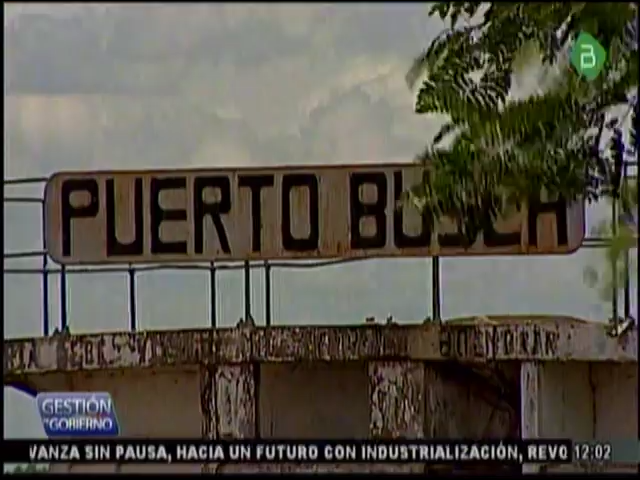 B
PUERTO BUSCH
GESTIÓN
DE GOBIERNO
VANZA SIN PAUSA, HACIA UN FUTURO CON INDUSTRIALIZACIÓN, REVO
12:02